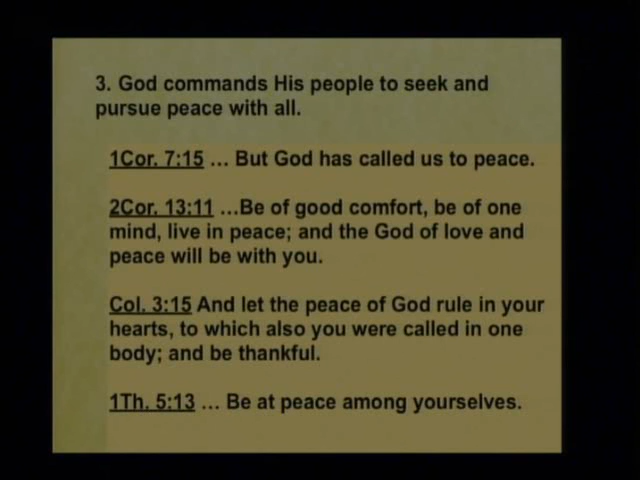 3. God commands His people to seek and
pursue peace with all.
1Cor. 7:15 … But God has called us to peace.
2Cor. 13:11 …Be of good comfort, be of one
mind, live in peace; and the God of love and
peace will be with you.
Col. 3:15 And let the peace of God rule in your
hearts, to which also you were called in one
body; and be thankful.
1Th. 5:13 … Be at peace among yourselves.